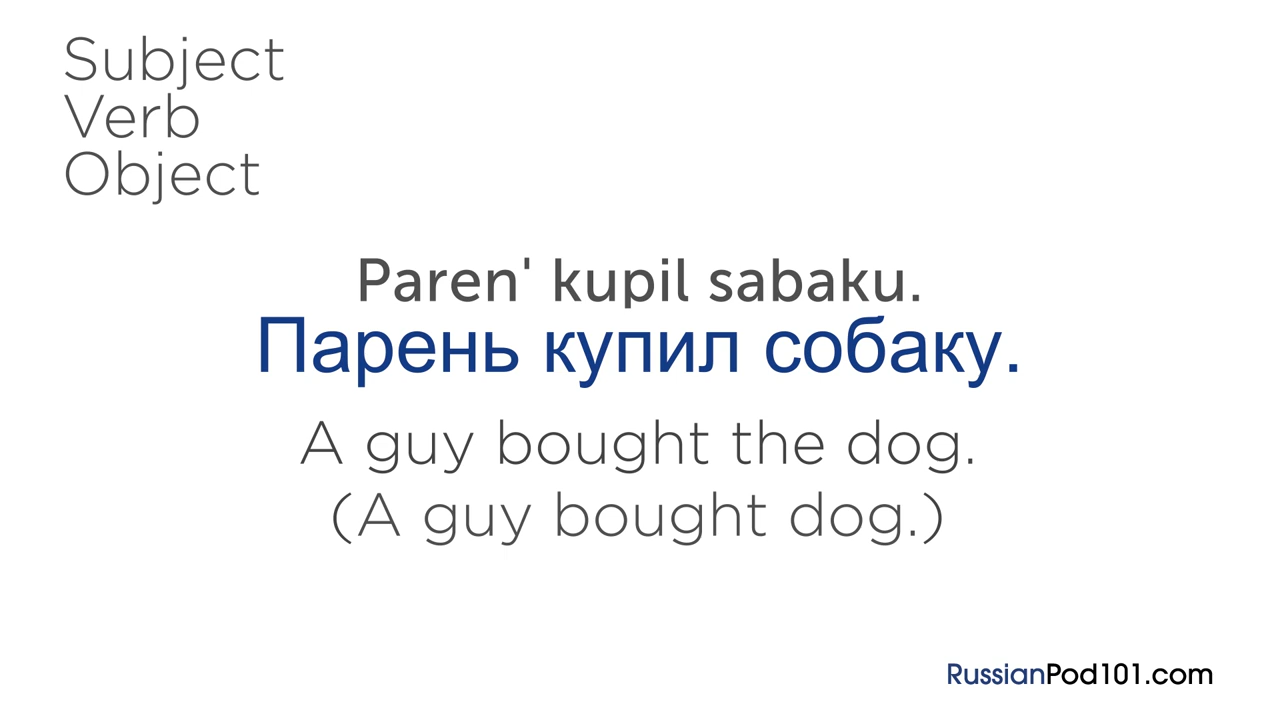 Subject
Verb
Object
Paren' kupil sabaku.
Парень купил собаку.
A guy bought the dog.
(A guy bought dog.)
RussianPod101.com